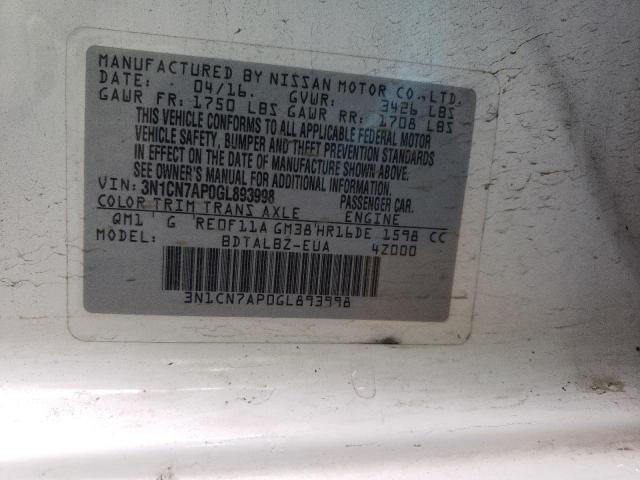 MANUFACTURED BY NISSAN MOTOR CO., LTD.
DATE: 04/16. GVWR: 3426 LBS
GAWR FR: 1750 LBS GAWR RR: 1708 LBS
THIS VEHICLE CONFORMS TO ALL APPLICABLE FEDERAL MOTOR
VEHICLE SAFETY, BUMPER AND THEFT PREVENTION STANDARDS
IN EFFECT ON THE DATE OF MANUFACTURE SHOWN ABOVE.
SEE OWNER'S MANUAL FOR ADDITIONAL INFORMATION.
VIN: 3N1CN7AP0GL893998 PASSENGER CAR.
COLOR TRIM TRANS AXLE ENGINE
QM1 G RE0F11A GM38 HR16DE 1598 CC
MODEL: BDTALBZ-EUA 4Z000
3N1CN7AP0GL893998